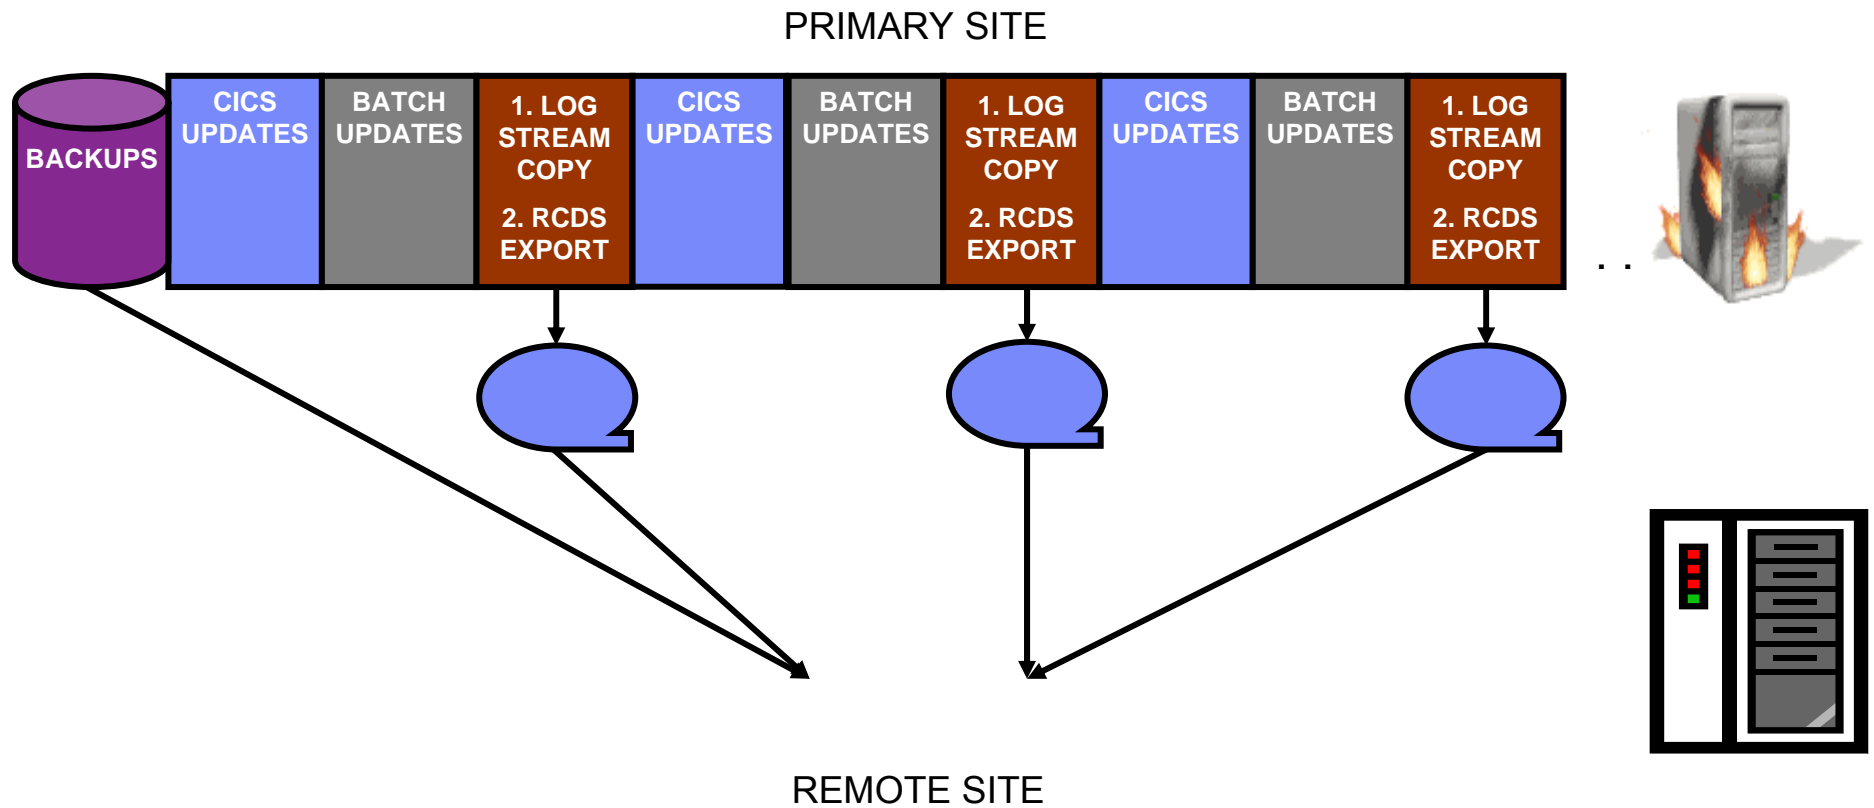 PRIMARY SITE
BACKUPS
CICS
UPDATES
BATCH
UPDATES
1. LOG
STREAM
COPY
2. RCDS
EXPORT
CICS
UPDATES
BATCH
UPDATES
1. LOG
STREAM
COPY
2. RCDS
EXPORT
CICS
UPDATES
BATCH
UPDATES
1. LOG
STREAM
COPY
2. RCDS
EXPORT
. .
REMOTE SITE